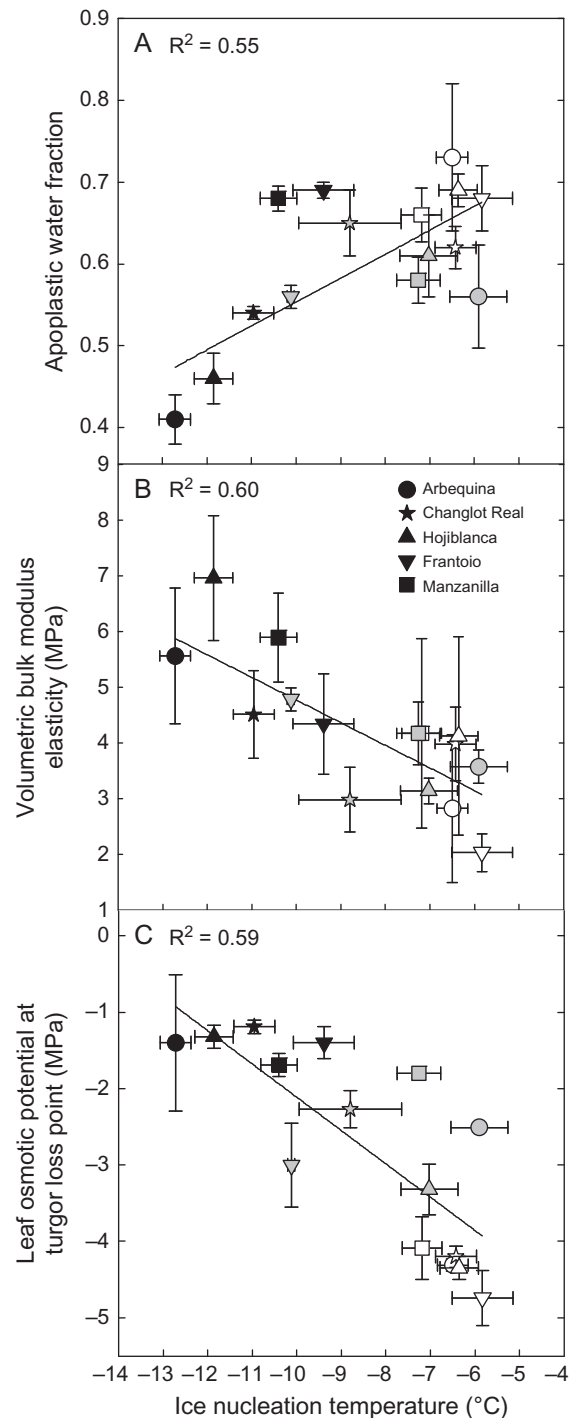 0.9
A R² = 0.55
0.8
0.7
0.6
0.5
0.4
Apoplastic water fraction
9
B R² = 0.60
8
7
6
5
4
3
2
1
Volumetric bulk modulus
elasticity (MPa)
Arbequina
Changlot Real
Hojiblanca
Frantoio
Manzanilla
C R² = 0.59
0
–1
–2
–3
–4
–5
Leaf osmotic potential at
turgor loss point (MPa)
–14 –13 –12 –11 –10 –9 –8 –7 –6 –5 –4
Ice nucleation temperature (°C)